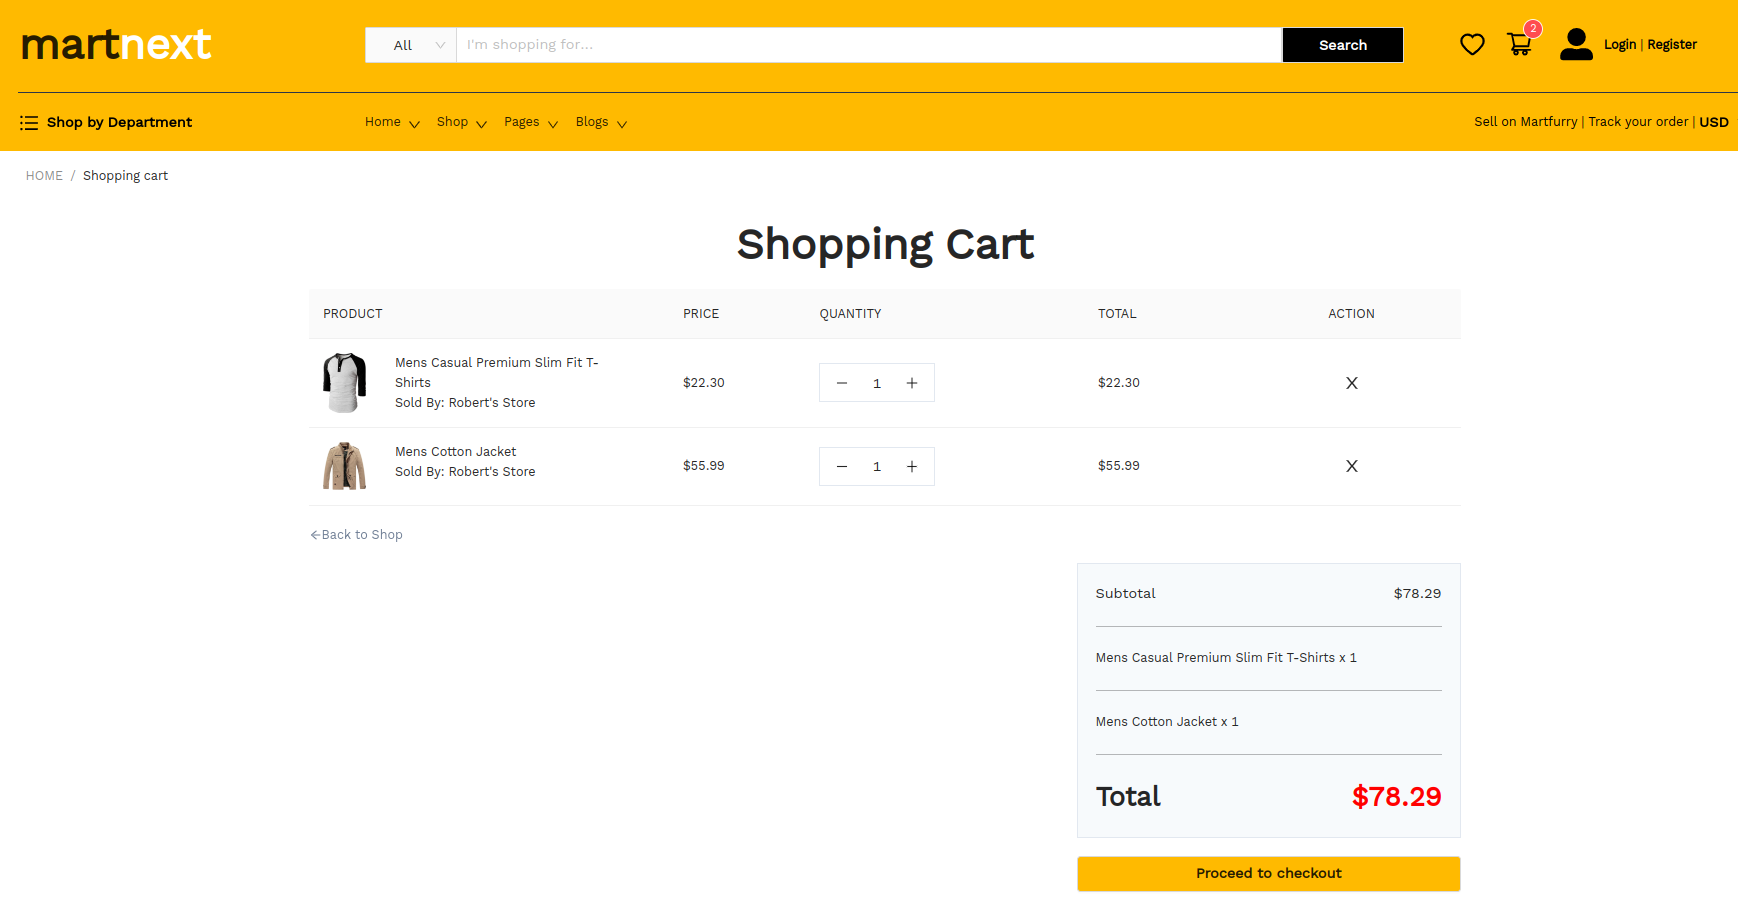 martnext
All
I'm shopping for...
Search
2
Login | Register
Shop by Department
Home
Shop
Pages
Blogs
Sell on Martfurry | Track your order | USD
HOME / Shopping cart
Shopping Cart
PRODUCT PRICE QUANTITY TOTAL ACTION
Mens Casual Premium Slim Fit T-
Shirts
Sold By: Robert's Store
$22.30
− 1 +
$22.30
X
Mens Cotton Jacket
Sold By: Robert's Store
$55.99
− 1 +
$55.99
X
←Back to Shop
Subtotal $78.29
Mens Casual Premium Slim Fit T-Shirts x 1
Mens Cotton Jacket x 1
Total $78.29
Proceed to checkout